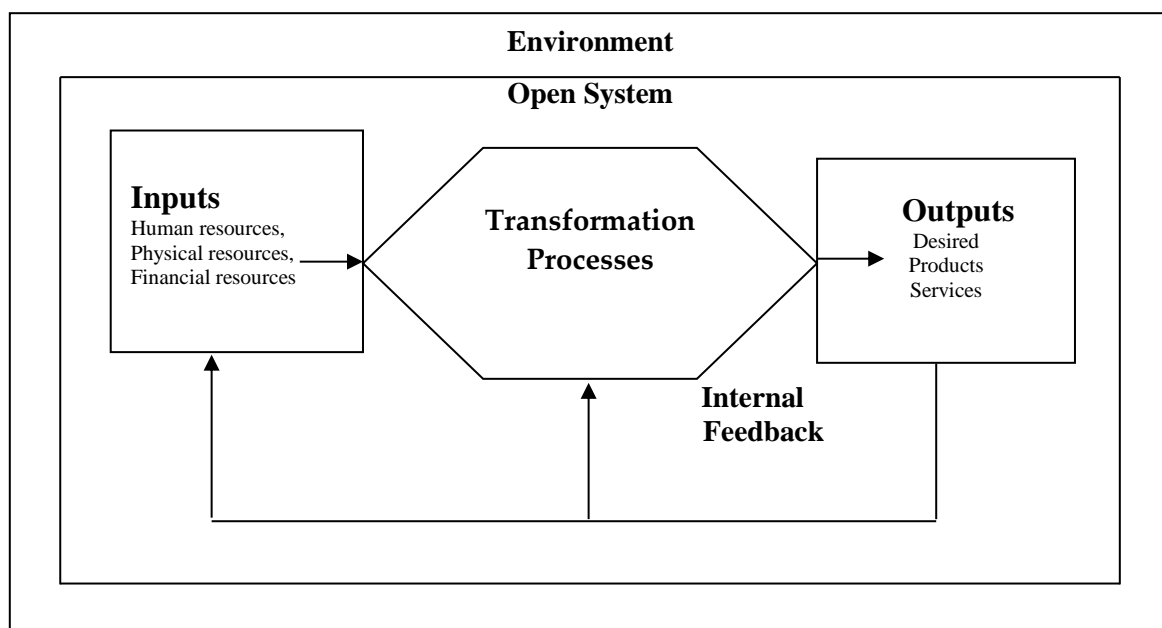 Environment
Open System
Inputs
Human resources,
Physical resources,
Financial resources
Transformation
Processes
Outputs
Desired
Products
Services
Internal
Feedback